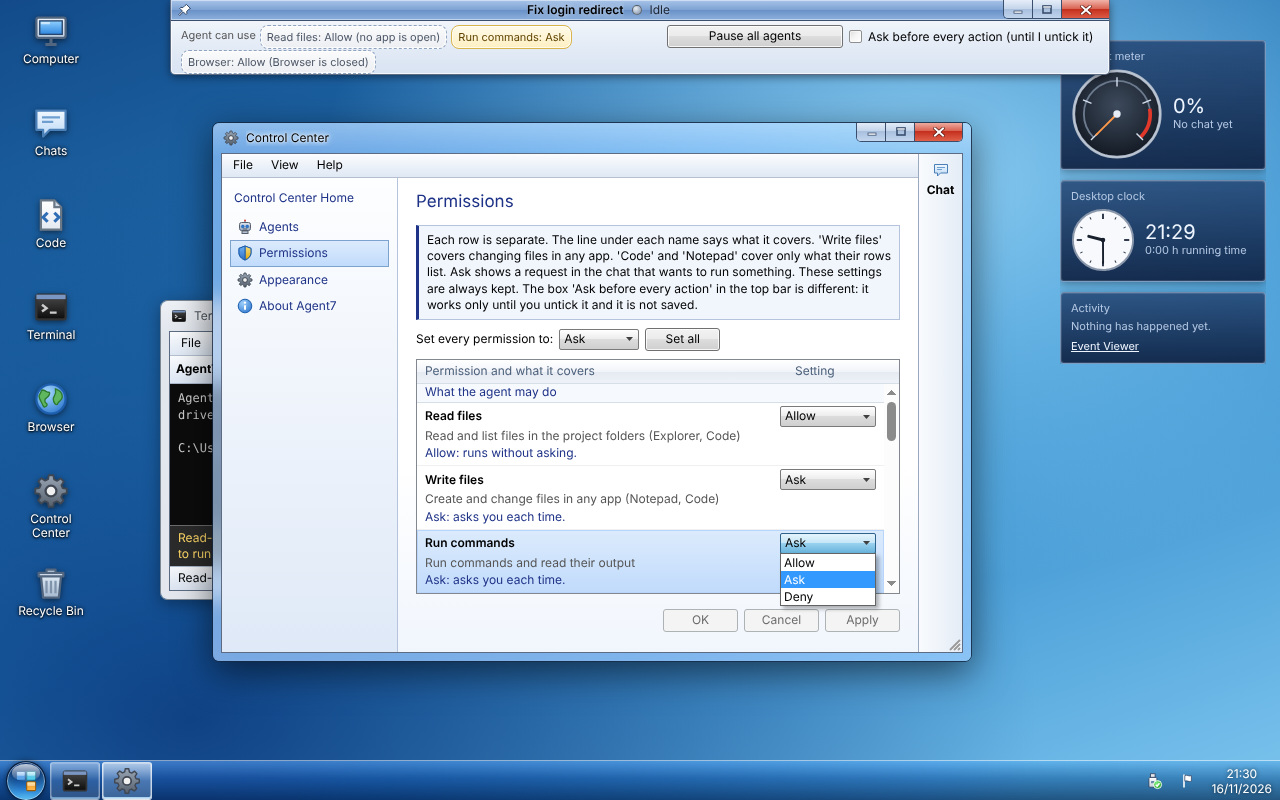 Fix login redirect Idle
Agent can use Read files: Allow (no app is open) Run commands: Ask
Browser: Allow (Browser is closed)
Pause all agents
Ask before every action (until I untick it)
Computer
Chats
Code
Terminal
Browser
Control
Center
Recycle Bin
meter
0%
No chat yet
Desktop clock
21:29
0:00 h running time
Activity
Nothing has happened yet.
Event Viewer
File
Agent
drive
Read-
to run
Read-
Control Center
File View Help
Control Center Home
Agents
Permissions
Appearance
About Agent7
Permissions
Each row is separate. The line under each name says what it covers. 'Write files'
covers changing files in any app. 'Code' and 'Notepad' cover only what their rows
list. Ask shows a request in the chat that wants to run something. These settings
are always kept. The box 'Ask before every action' in the top bar is different: it
works only until you untick it and it is not saved.
Set every permission to: Ask Set all
Permission and what it covers Setting
What the agent may do
Read files Allow
Read and list files in the project folders (Explorer, Code)
Allow: runs without asking.
Write files Ask
Create and change files in any app (Notepad, Code)
Ask: asks you each time.
Run commands Ask
Run commands and read their output
Ask: asks you each time.
Allow
Ask
Deny
OK Cancel Apply
Chat
21:30
16/11/2026